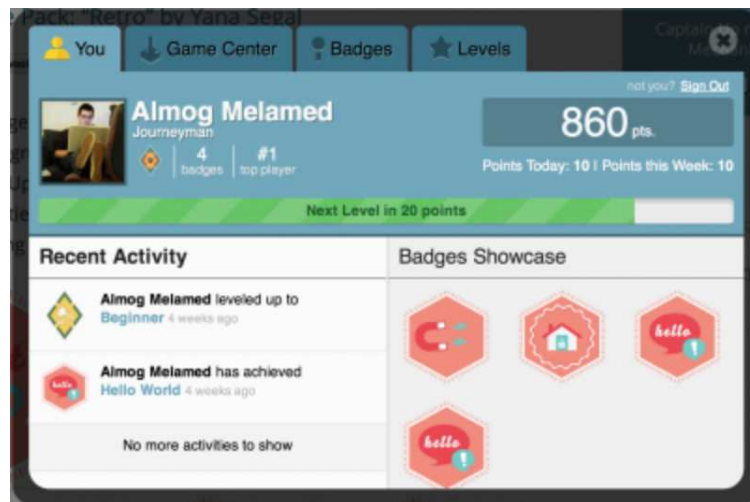 Pack: "Retro" by Yana Segal
You
Game Center
Badges
Levels
not you? Sign Out
Almog Melamed
Journeyman
4
badges
#1
top player
860 pts.
Points Today: 10 | Points this Week: 10
Next Level in 20 points
Recent Activity
Almog Melamed leveled up to
Beginner 4 weeks ago
Almog Melamed has achieved
Hello World 4 weeks ago
No more activities to show
Badges Showcase
hello
hello
hello